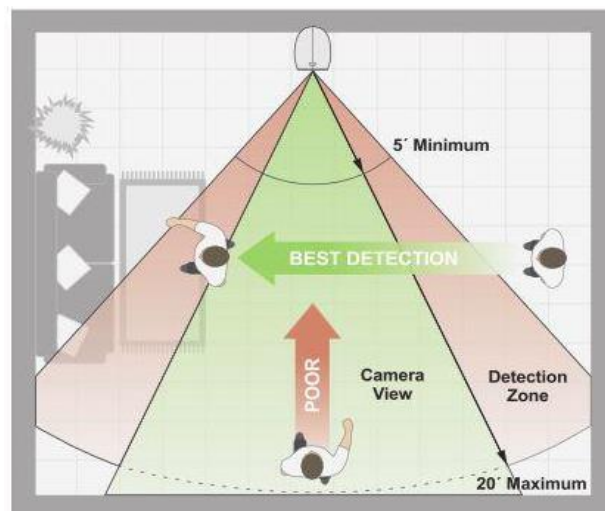 5´ Minimum
BEST DETECTION
POOR
Camera
View
Detection
Zone
20´ Maximum